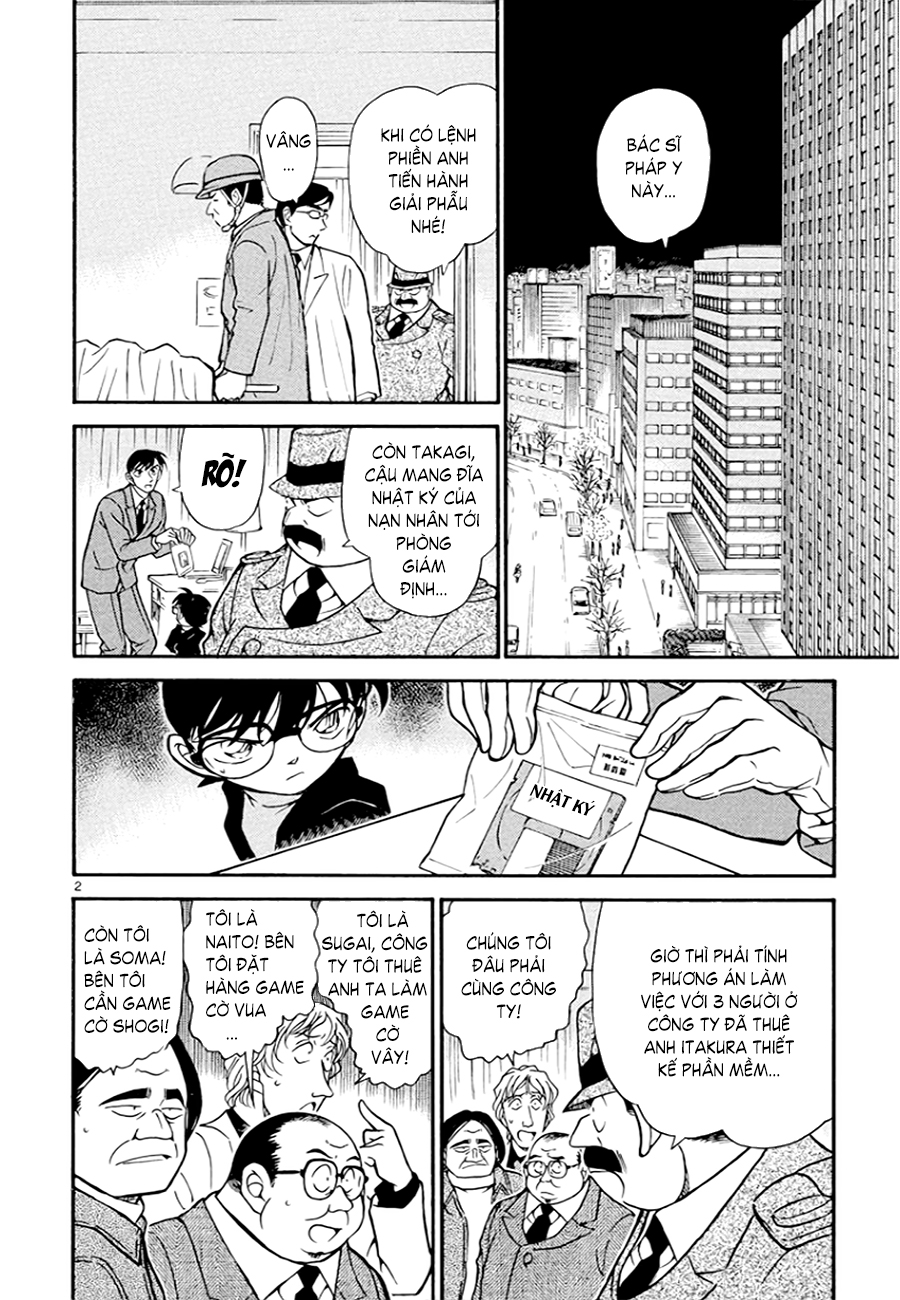 BÁC SĨ
PHÁP Y
NÀY...
KHI CÓ LỆNH
PHIỀN ANH
TIẾN HÀNH
GIẢI PHẪU
NHÉ!
VÂNG
...
CÒN TAKAGI,
CẬU MANG ĐĨA
NHẬT KÝ CỦA
NẠN NHÂN TỚI
PHÒNG
GIÁM
ĐỊNH...
RÕ!
NHẬT KÝ
2
GIỜ THÌ PHẢI TÍNH
PHƯƠNG ÁN LÀM
VIỆC VỚI 3 NGƯỜI Ở
CÔNG TY ĐÃ THUÊ
ANH ITAKURA THIẾT
KẾ PHẦN MỀM...
CHÚNG TÔI
ĐÂU PHẢI
CÙNG CÔNG
TY!
TÔI LÀ
SUGAI, CÔNG
TY TÔI THUÊ
ANH TA LÀM
GAME
CỜ
VÂY!
TÔI LÀ
NAITO! BÊN
TÔI ĐẶT
HÀNG GAME
CỜ VUA
...
CÒN TÔI
LÀ SOMA!
BÊN TÔI
CẦN GAME
CỜ SHOGI!